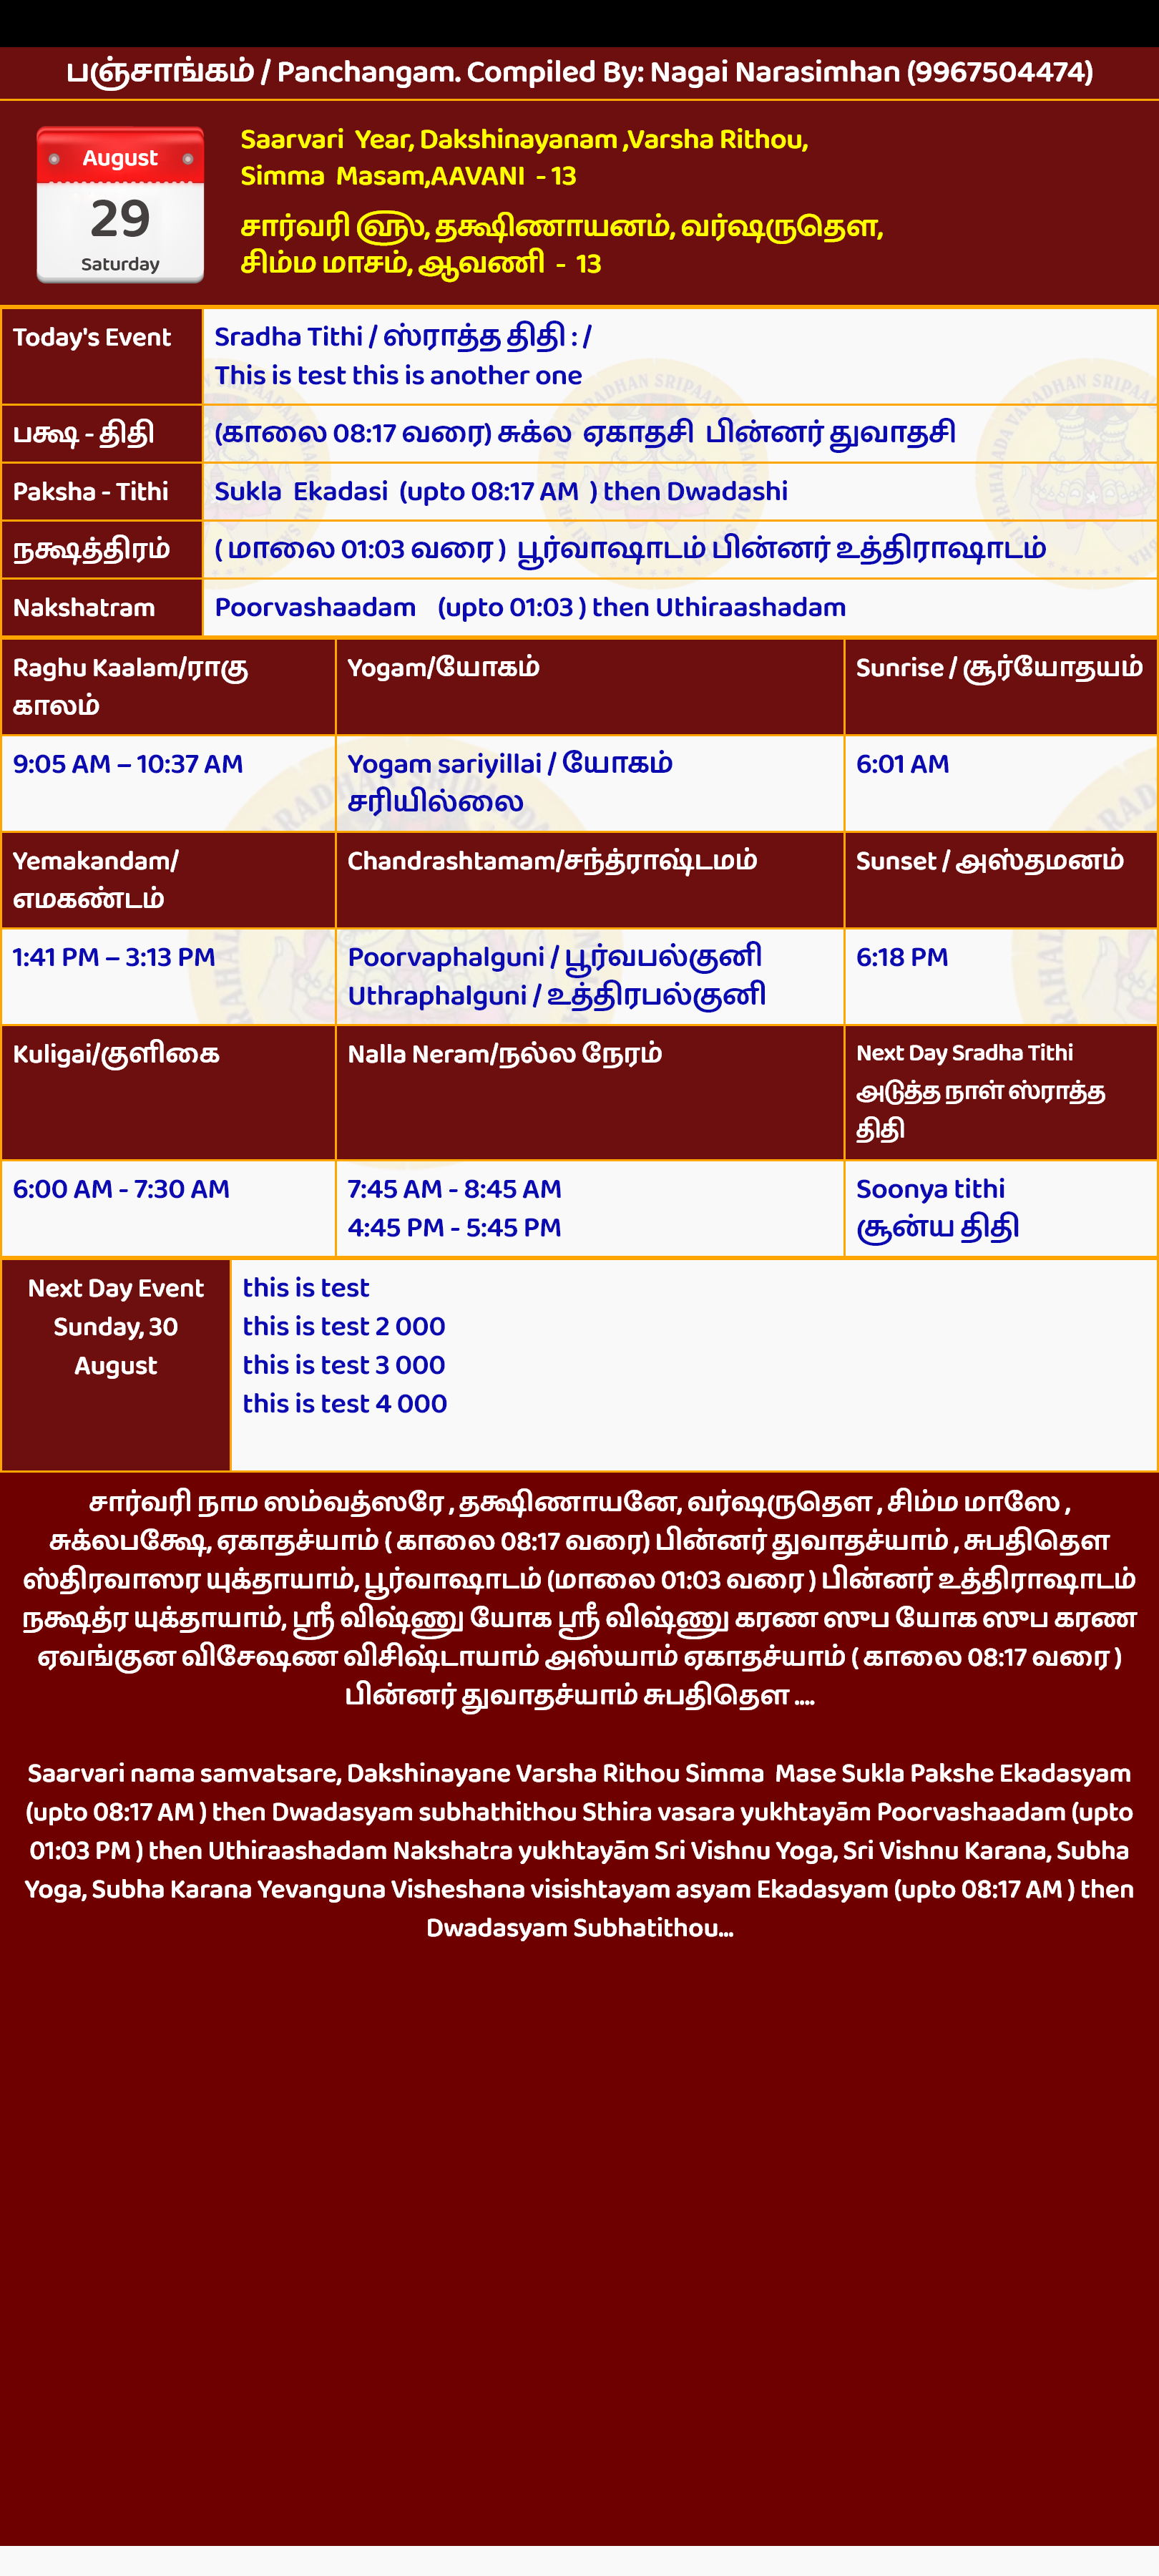 பஞ்சாங்கம் / Panchangam. Compiled By: Nagai Narasimhan (9967504474)
August
29
Saturday
Saarvari Year, Dakshinayanam ,Varsha Rithou,
Simma Masam,AAVANI - 13
சார்வரி ௵, தக்ஷிணாயனம், வர்ஷருதௌ,
சிம்ம மாசம், ஆவணி - 13
Today's Event
Sradha Tithi / ஸ்ராத்த திதி : /
This is test this is another one
பக்ஷ - திதி
(காலை 08:17 வரை) சுக்ல ஏகாதசி பின்னர் துவாதசி
Paksha - Tithi
Sukla Ekadasi (upto 08:17 AM ) then Dwadashi
நக்ஷத்திரம்
( மாலை 01:03 வரை ) பூர்வாஷாடம் பின்னர் உத்திராஷாடம்
Nakshatram
Poorvashaadam (upto 01:03 ) then Uthiraashadam
Raghu Kaalam/ராகு
காலம்
Yogam/யோகம்
Sunrise / சூர்யோதயம்
9:05 AM – 10:37 AM
Yogam sariyillai / யோகம்
சரியில்லை
6:01 AM
Yemakandam/
எமகண்டம்
Chandrashtamam/சந்த்ராஷ்டமம்
Sunset / அஸ்தமனம்
1:41 PM – 3:13 PM
Poorvaphalguni / பூர்வபல்குனி
Uthraphalguni / உத்திரபல்குனி
6:18 PM
Kuligai/குளிகை
Nalla Neram/நல்ல நேரம்
Next Day Sradha Tithi
அடுத்த நாள் ஸ்ராத்த
திதி
6:00 AM - 7:30 AM
7:45 AM - 8:45 AM
4:45 PM - 5:45 PM
Soonya tithi
சூன்ய திதி
Next Day Event
Sunday, 30
August
this is test
this is test 2 000
this is test 3 000
this is test 4 000
சார்வரி நாம ஸம்வத்ஸரே , தக்ஷிணாயனே, வர்ஷருதௌ , சிம்ம மாஸே ,
சுக்லபக்ஷே, ஏகாதச்யாம் ( காலை 08:17 வரை) பின்னர் துவாதச்யாம் , சுபதிதௌ
ஸ்திரவாஸர யுக்தாயாம், பூர்வாஷாடம் (மாலை 01:03 வரை ) பின்னர் உத்திராஷாடம்
நக்ஷத்ர யுக்தாயாம், ஸ்ரீ விஷ்ணு யோக ஸ்ரீ விஷ்ணு கரண ஸுப யோக ஸுப கரண
ஏவங்குன விசேஷண விசிஷ்டாயாம் அஸ்யாம் ஏகாதச்யாம் ( காலை 08:17 வரை )
பின்னர் துவாதச்யாம் சுபதிதௌ ....
Saarvari nama samvatsare, Dakshinayane Varsha Rithou Simma Mase Sukla Pakshe Ekadasyam
(upto 08:17 AM ) then Dwadasyam subhathithou Sthira vasara yukhtayām Poorvashaadam (upto
01:03 PM ) then Uthiraashadam Nakshatra yukhtayām Sri Vishnu Yoga, Sri Vishnu Karana, Subha
Yoga, Subha Karana Yevanguna Visheshana visishtayam asyam Ekadasyam (upto 08:17 AM ) then
Dwadasyam Subhatithou...